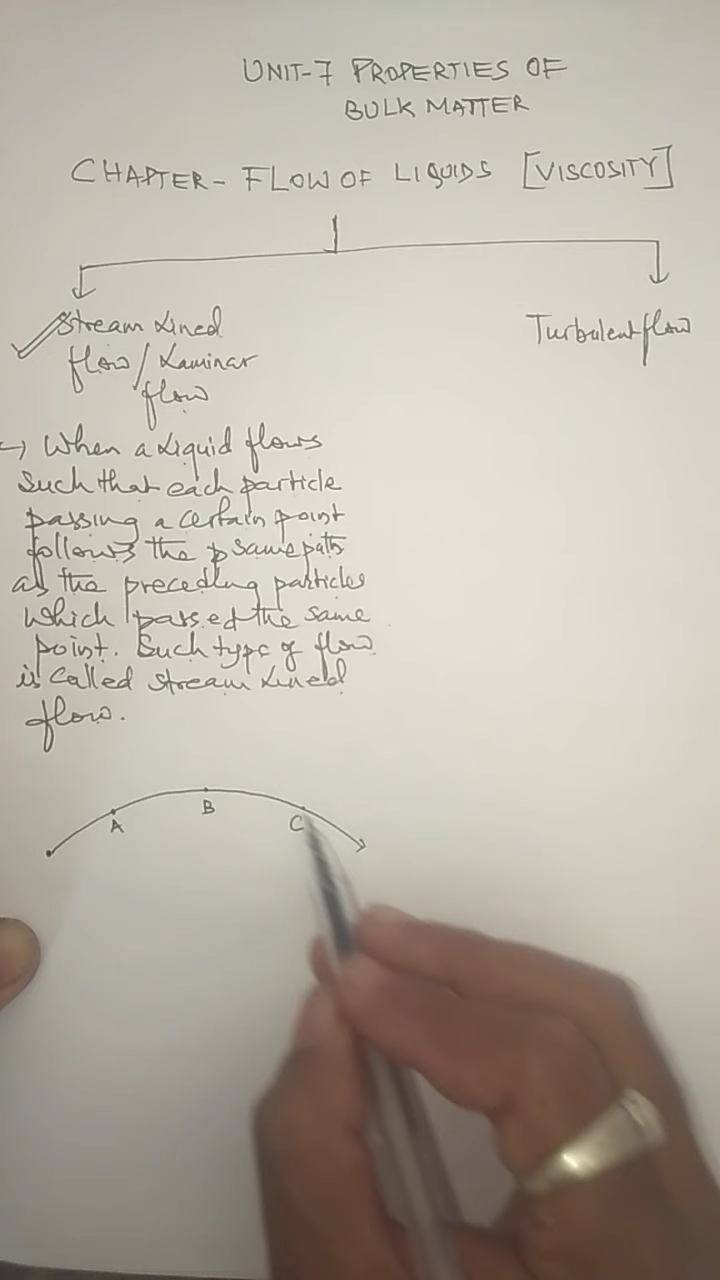 UNIT-7 PROPERTIES OF
BULK MATTER
CHAPTER- FLOW OF LIQUIDS [VISCOSITY]
Stream Lined
flow/Laminar
flow
Turbulent flow
→ When a Liquid flows
Such that each particle
passing a certain point
follows the same path
as the preceding particles
which passed the same
point. Such type of flow
is called stream Lined
flow.
A B C